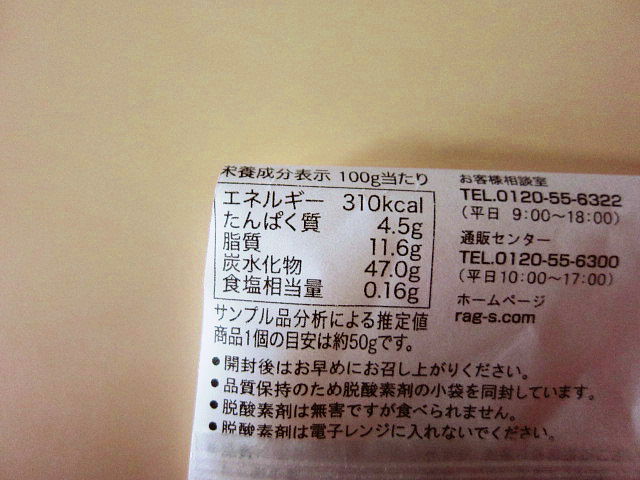 栄養成分表示 100g当たり
エネルギー 310kcal
たんぱく質 4.5g
脂質 11.6g
炭水化物 47.0g
食塩相当量 0.16g
サンプル品分析による推定値
商品1個の目安は約50gです。
お客様相談室
TEL.0120-55-6322
(平日 9:00〜18:00)
通販センター
TEL.0120-55-6300
(平日10:00〜17:00)
ホームページ
rag-s.com
●開封後はお早めにお召し上がりください。
●品質保持のため脱酸素剤の小袋を同封しています。
●脱酸素剤は無害ですが食べられません。
●脱酸素剤は電子レンジに入れないでください。